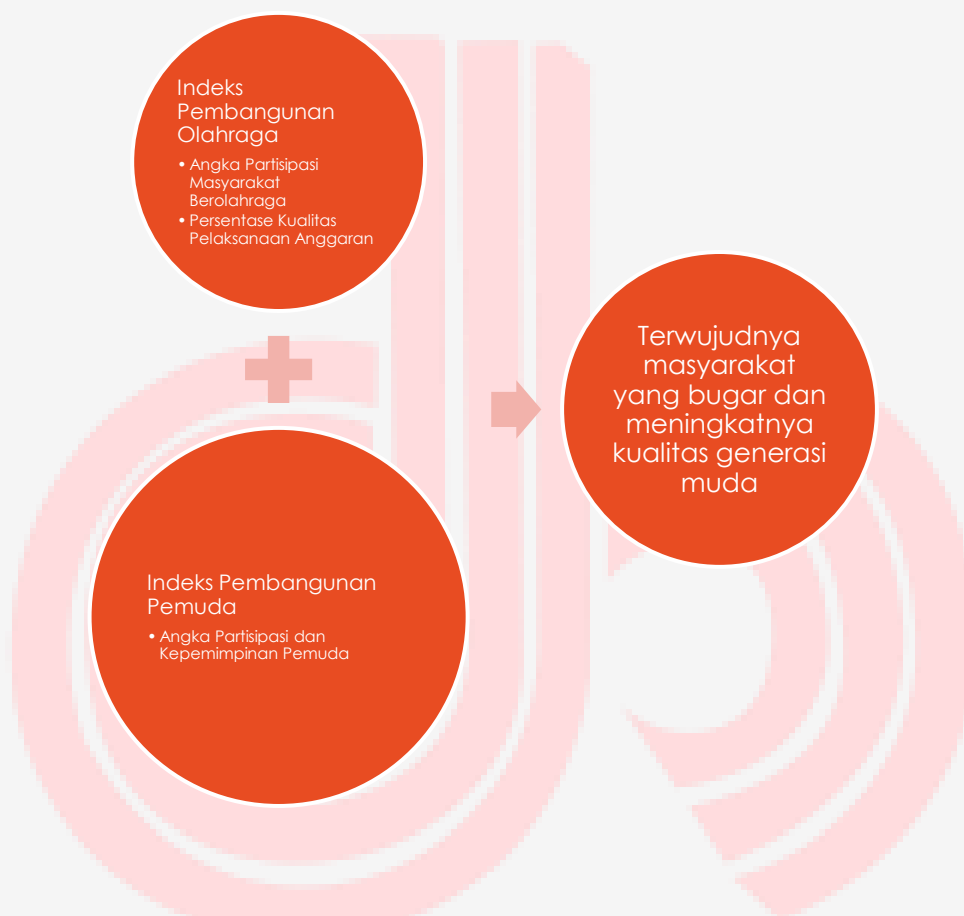 Indeks
Pembangunan
Olahraga
• Angka Partisipasi
Masyarakat
Berolahraga
• Persentase Kualitas
Pelaksanaan Anggaran
Indeks Pembangunan
Pemuda
• Angka Partisipasi dan
Kepemimpinan Pemuda
Terwujudnya
masyarakat
yang bugar dan
meningkatnya
kualitas generasi
muda